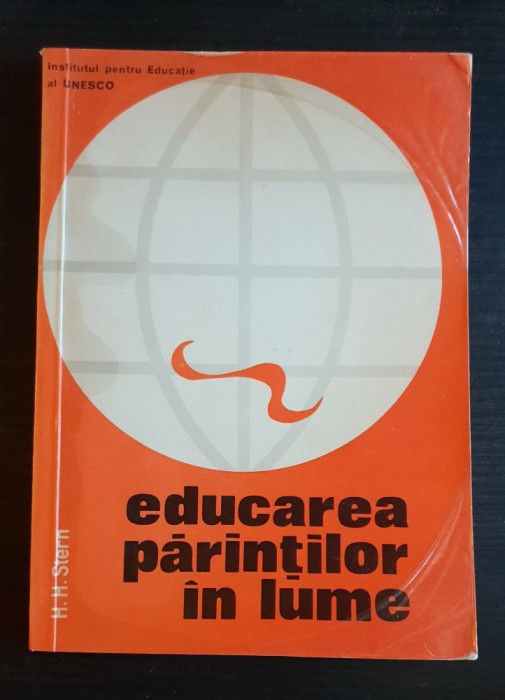 Institutul pentru Educație
al UNESCO
educarea
părinților
în lume
H. H. Stern